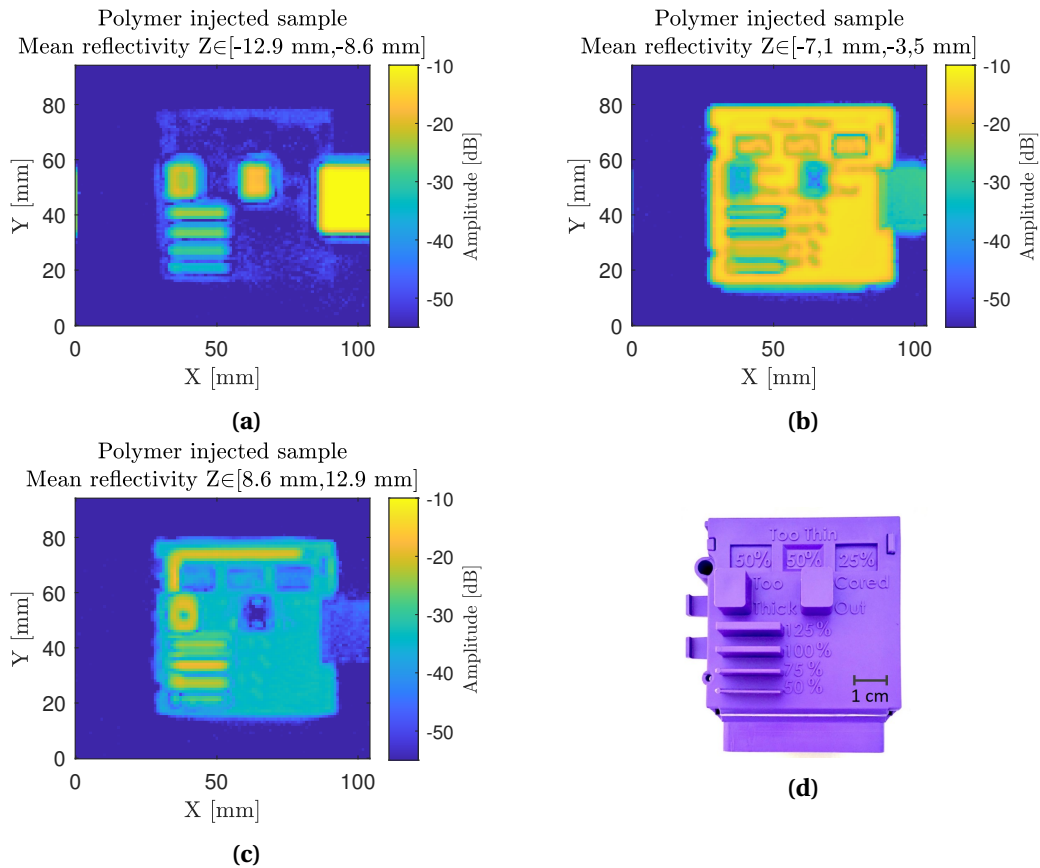 Polymer injected sample
Mean reflectivity Z∈[-12.9 mm,-8.6 mm]
80
60
40
20
0
Y [mm]
0
50
100
X [mm]
-10
-20
-30
-40
-50
Amplitude [dB]
(a)
Polymer injected sample
Mean reflectivity Z∈[-7,1 mm,-3,5 mm]
80
60
40
20
0
Y [mm]
0
50
100
X [mm]
-10
-20
-30
-40
-50
Amplitude [dB]
(b)
Polymer injected sample
Mean reflectivity Z∈[8.6 mm,12.9 mm]
80
60
40
20
0
Y [mm]
0
50
100
X [mm]
-10
-20
-30
-40
-50
Amplitude [dB]
(c)
Too Thin
50% 50% 25%
Too Cored
Thick Out
125%
100%
75%
50%
1 cm
(d)